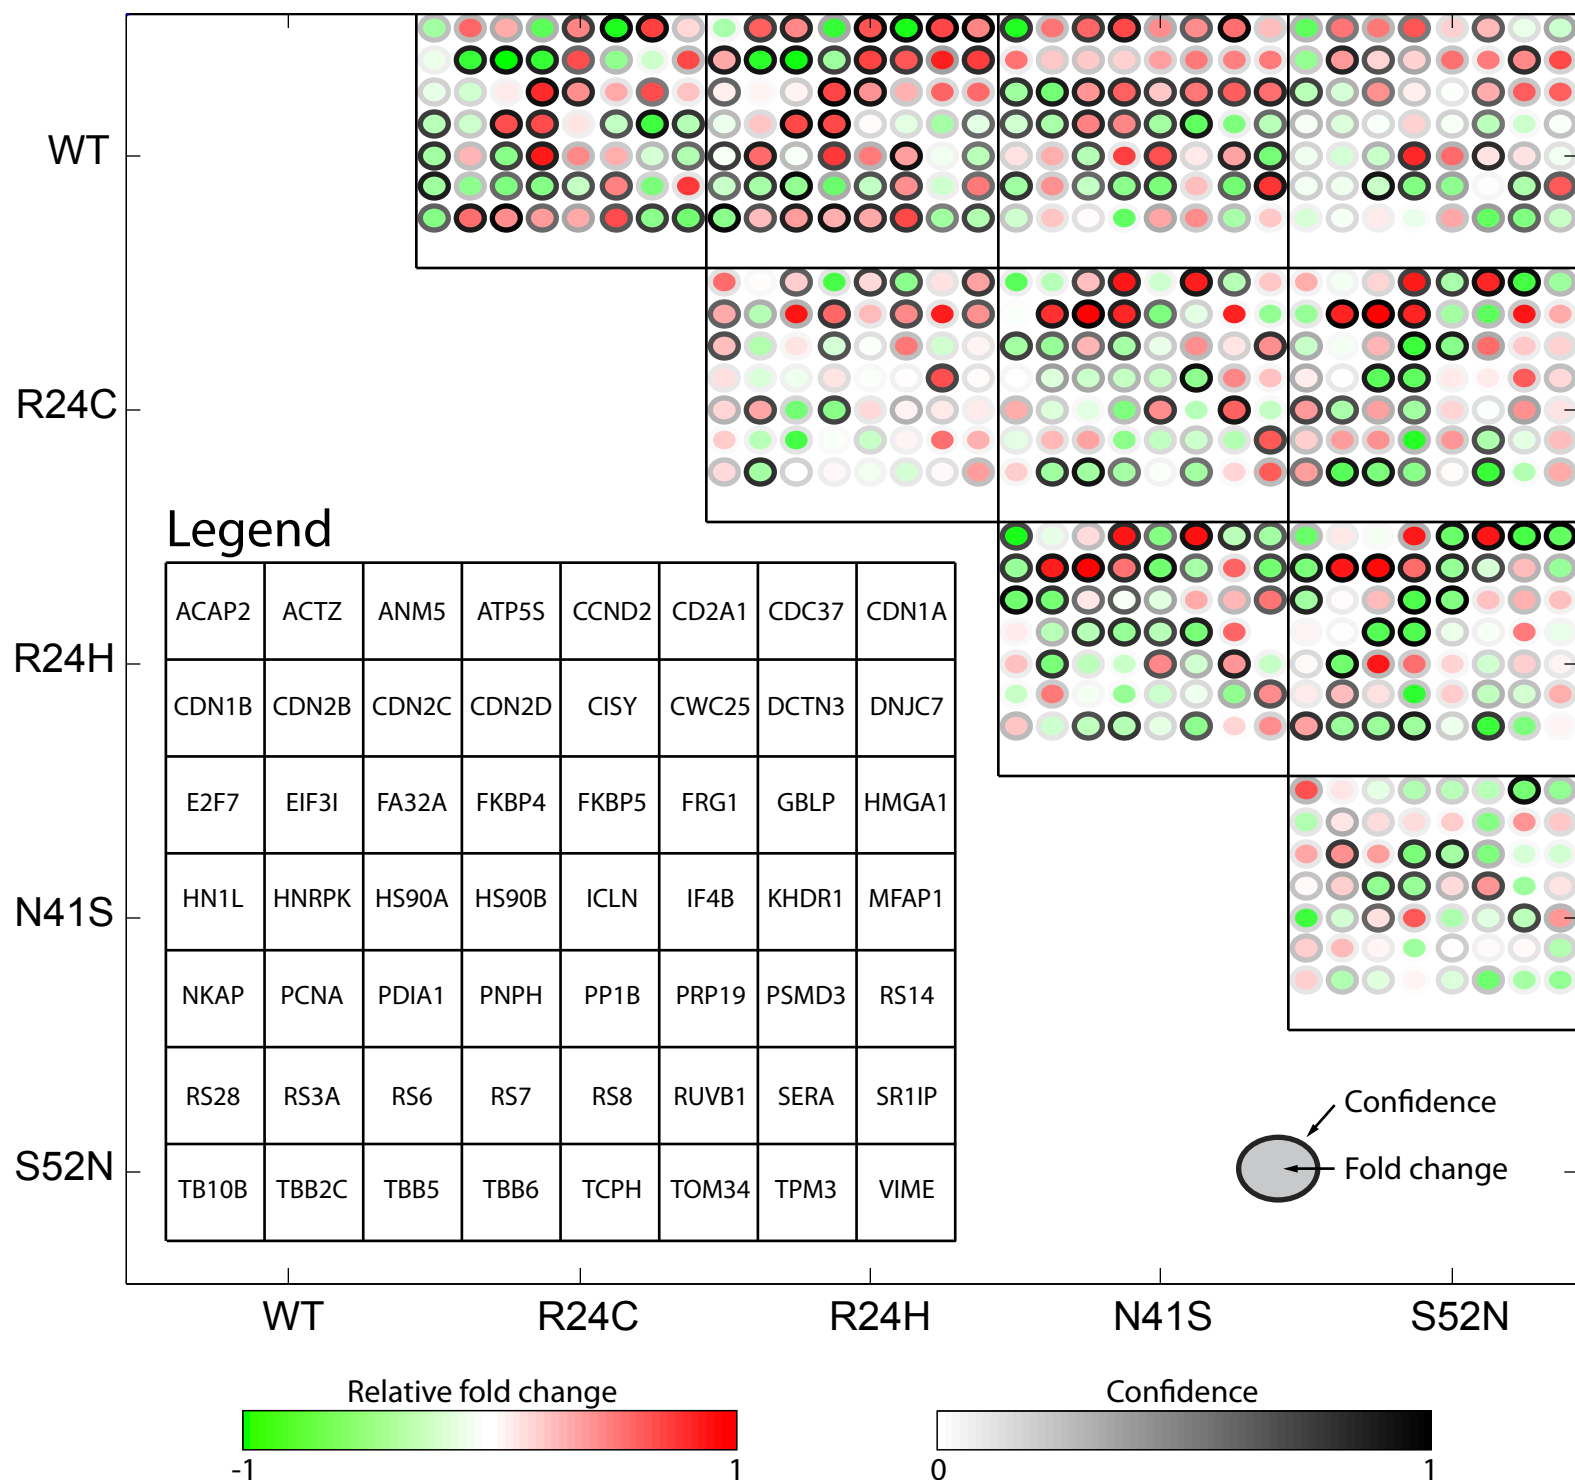 WT
R24C
Legend
ACAP2 ACTZ ANM5 ATP5S CCND2 CD2A1 CDC37 CDN1A
R24H
CDN1B CDN2B CDN2C CDN2D CISY CWC25 DCTN3 DNJC7
E2F7 EIF3I FA32A FKBP4 FKBP5 FRG1 GBLP HMGA1
N41S
HN1L HNRPK HS90A HS90B ICLN IF4B KHDR1 MFAP1
NKAP PCNA PDIA1 PNPH PP1B PRP19 PSMD3 RS14
RS28 RS3A RS6 RS7 RS8 RUVB1 SERA SR1IP
Confidence
S52N
Fold change
TB10B TBB2C TBB5 TBB6 TCPH TOM34 TPM3 VIME
WT R24C R24H N41S S52N
Relative fold change Confidence
-1 1 0 1